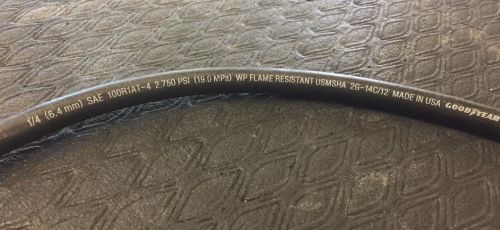 1/4 (6.4 mm) SAE 100R1AT-4 2,750 PSI (19.0 MPa) WP FLAME RESISTANT USMSHA 2G-14C/12 MADE IN USA GOODYEAR